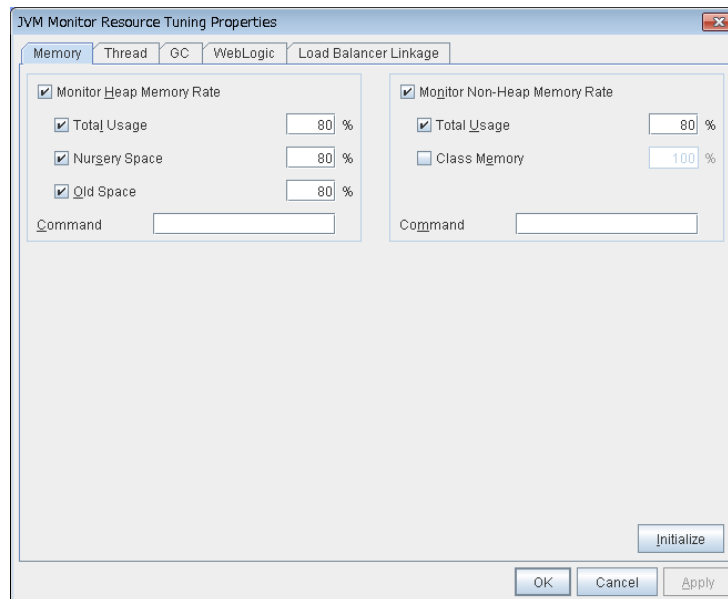 JVM Monitor Resource Tuning Properties
Memory Thread GC WebLogic Load Balancer Linkage
Monitor Heap Memory Rate
Total Usage 80 %
Nursery Space 80 %
Old Space 80 %
Command
Monitor Non-Heap Memory Rate
Total Usage 80 %
Class Memory 100 %
Command
Initialize
OK Cancel Apply